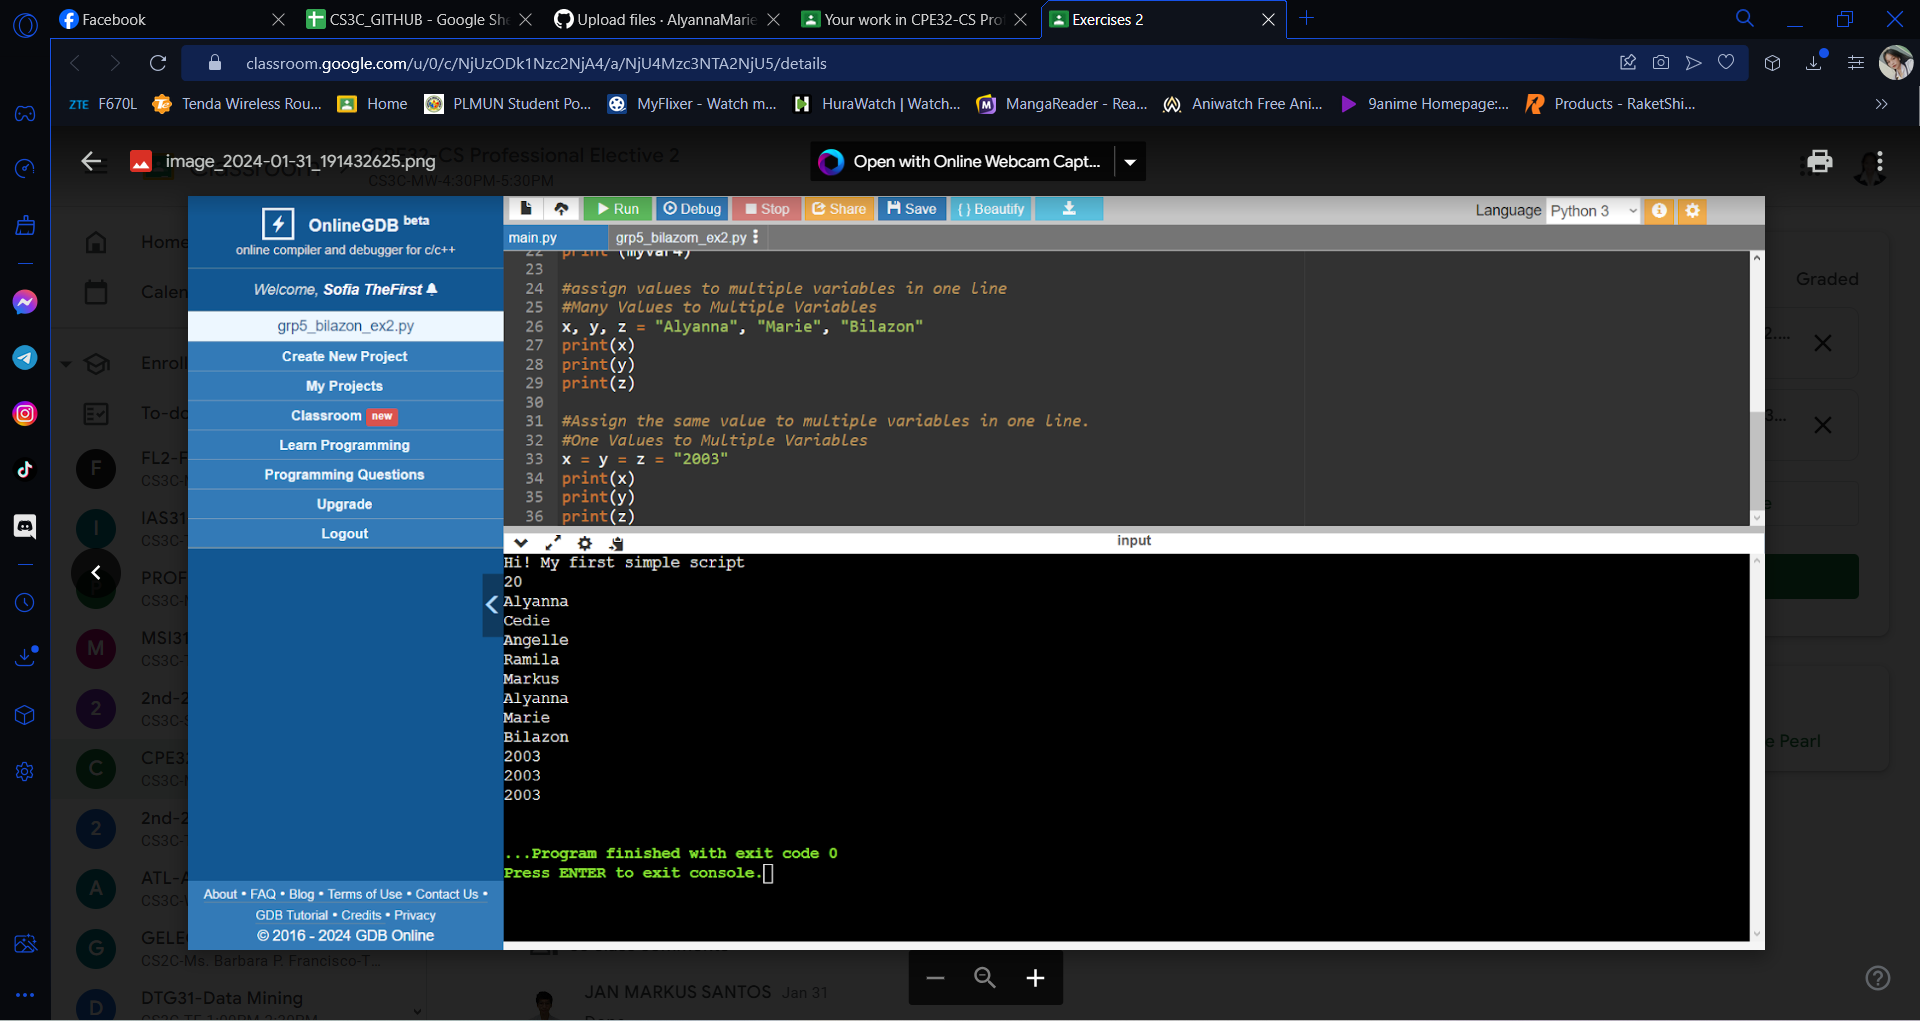 Facebook
CS3C_GITHUB - Google She
Upload files · AlyannaMarie
Your work in CPE32-CS Pro
Exercises 2
classroom.google.com/u/0/c/NjUzODk1Nzc2NjA4/a/NjU4Mzc3NTA2NjU5/details
ZTE F670L
Tenda Wireless Rou...
Home
PLMUN Student Po...
MyFlixer - Watch m...
HuraWatch | Watch...
MangaReader - Rea...
Aniwatch Free Ani...
9anime Homepage:...
Products - RaketShi...
image_2024-01-31_191432625.png
CPE32-CS Professional Elective 2
CS3C-MW-4:30PM-5:30PM
Classroom
Open with Online Webcam Capt...
OnlineGDB beta
online compiler and debugger for c/c++
Welcome, Sofia TheFirst
grp5_bilazon_ex2.py
Create New Project
My Projects
Classroom new
Learn Programming
Programming Questions
Upgrade
Logout
About • FAQ • Blog • Terms of Use • Contact Us •
GDB Tutorial • Credits • Privacy
© 2016 - 2024 GDB Online
Run
Debug
Stop
Share
Save
{ } Beautify
Language Python 3
main.py
grp5_bilazom_ex2.py
22 print (myvar4)
23
24 #assign values to multiple variables in one line
25 #Many Values to Multiple Variables
26 x, y, z = "Alyanna", "Marie", "Bilazon"
27 print(x)
28 print(y)
29 print(z)
30
31 #Assign the same value to multiple variables in one line.
32 #One Values to Multiple Variables
33 x = y = z = "2003"
34 print(x)
35 print(y)
36 print(z)
input
Hi! My first simple script
20
Alyanna
Cedie
Angelle
Ramila
Markus
Alyanna
Marie
Bilazon
2003
2003
2003
...Program finished with exit code 0
Press ENTER to exit console.
Home
Calen
Enroll
To-do
F
FL2-F
CS3C-
I
IAS31
CS3C-
PROF
CS3C-
M
MSI31
CS3C-
2
2nd-2
CS3C-
C
CPE32
CS3C-
2
2nd-2
CS3C-
A
ATL-A
CS3C-
G
GELE
CS2C-Ms. Barbara P. Francisco-T...
D
DTG31-Data Mining
Graded
e Pearl
JAN MARKUS SANTOS Jan 31